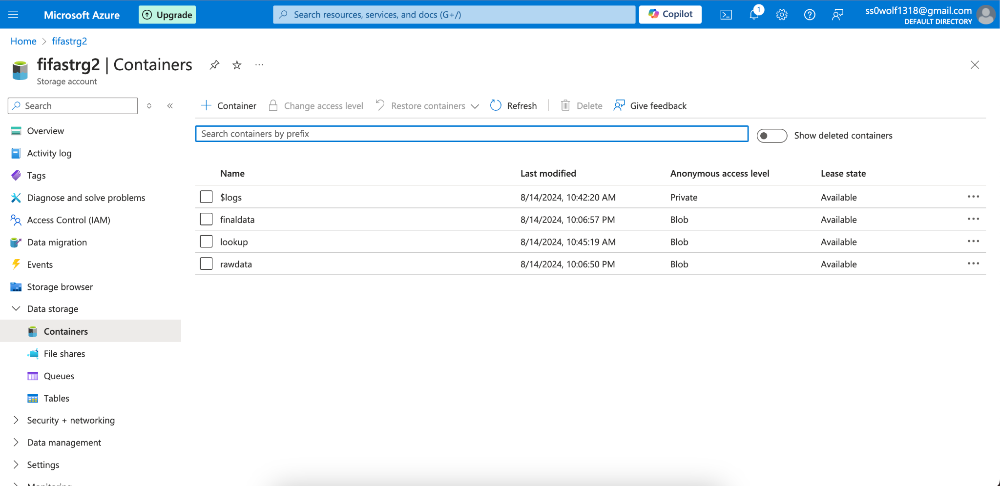 Microsoft Azure
Upgrade
Search resources, services, and docs (G+/)
Copilot
1
ss0wolf1318@gmail.com
DEFAULT DIRECTORY
Home > fifastrg2
fifastrg2 | Containers
Storage account
Search
Container
Change access level
Restore containers
Refresh
Delete
Give feedback
Search containers by prefix
Show deleted containers
Overview
Activity log
Tags
Diagnose and solve problems
Access Control (IAM)
Data migration
Events
Storage browser
Data storage
Containers
File shares
Queues
Tables
Security + networking
Data management
Settings
Monitoring
Name Last modified Anonymous access level Lease state
$logs 8/14/2024, 10:42:20 AM Private Available
finaldata 8/14/2024, 10:06:57 PM Blob Available
lookup 8/14/2024, 10:45:19 AM Blob Available
rawdata 8/14/2024, 10:06:50 PM Blob Available